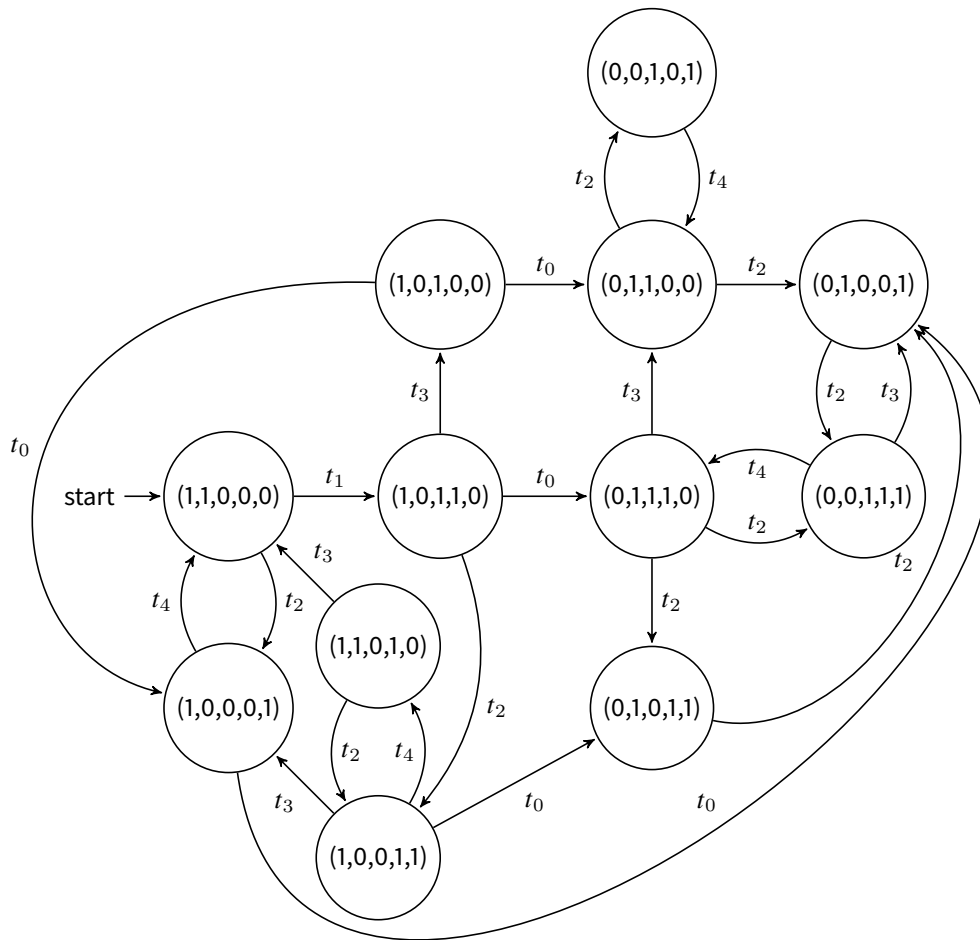 (0,0,1,0,1)
t₂
t₄
(1,0,1,0,0)
t₀
(0,1,1,0,0)
t₂
(0,1,0,0,1)
t₀
t₃
t₃
t₂
t₃
start
(1,1,0,0,0)
t₁
(1,0,1,1,0)
t₀
(0,1,1,1,0)
t₄
t₂
(0,0,1,1,1)
t₃
t₂
t₄
t₂
t₂
(1,1,0,1,0)
(1,0,0,0,1)
t₂
t₄
t₂
(0,1,0,1,1)
t₃
t₀
t₀
(1,0,0,1,1)